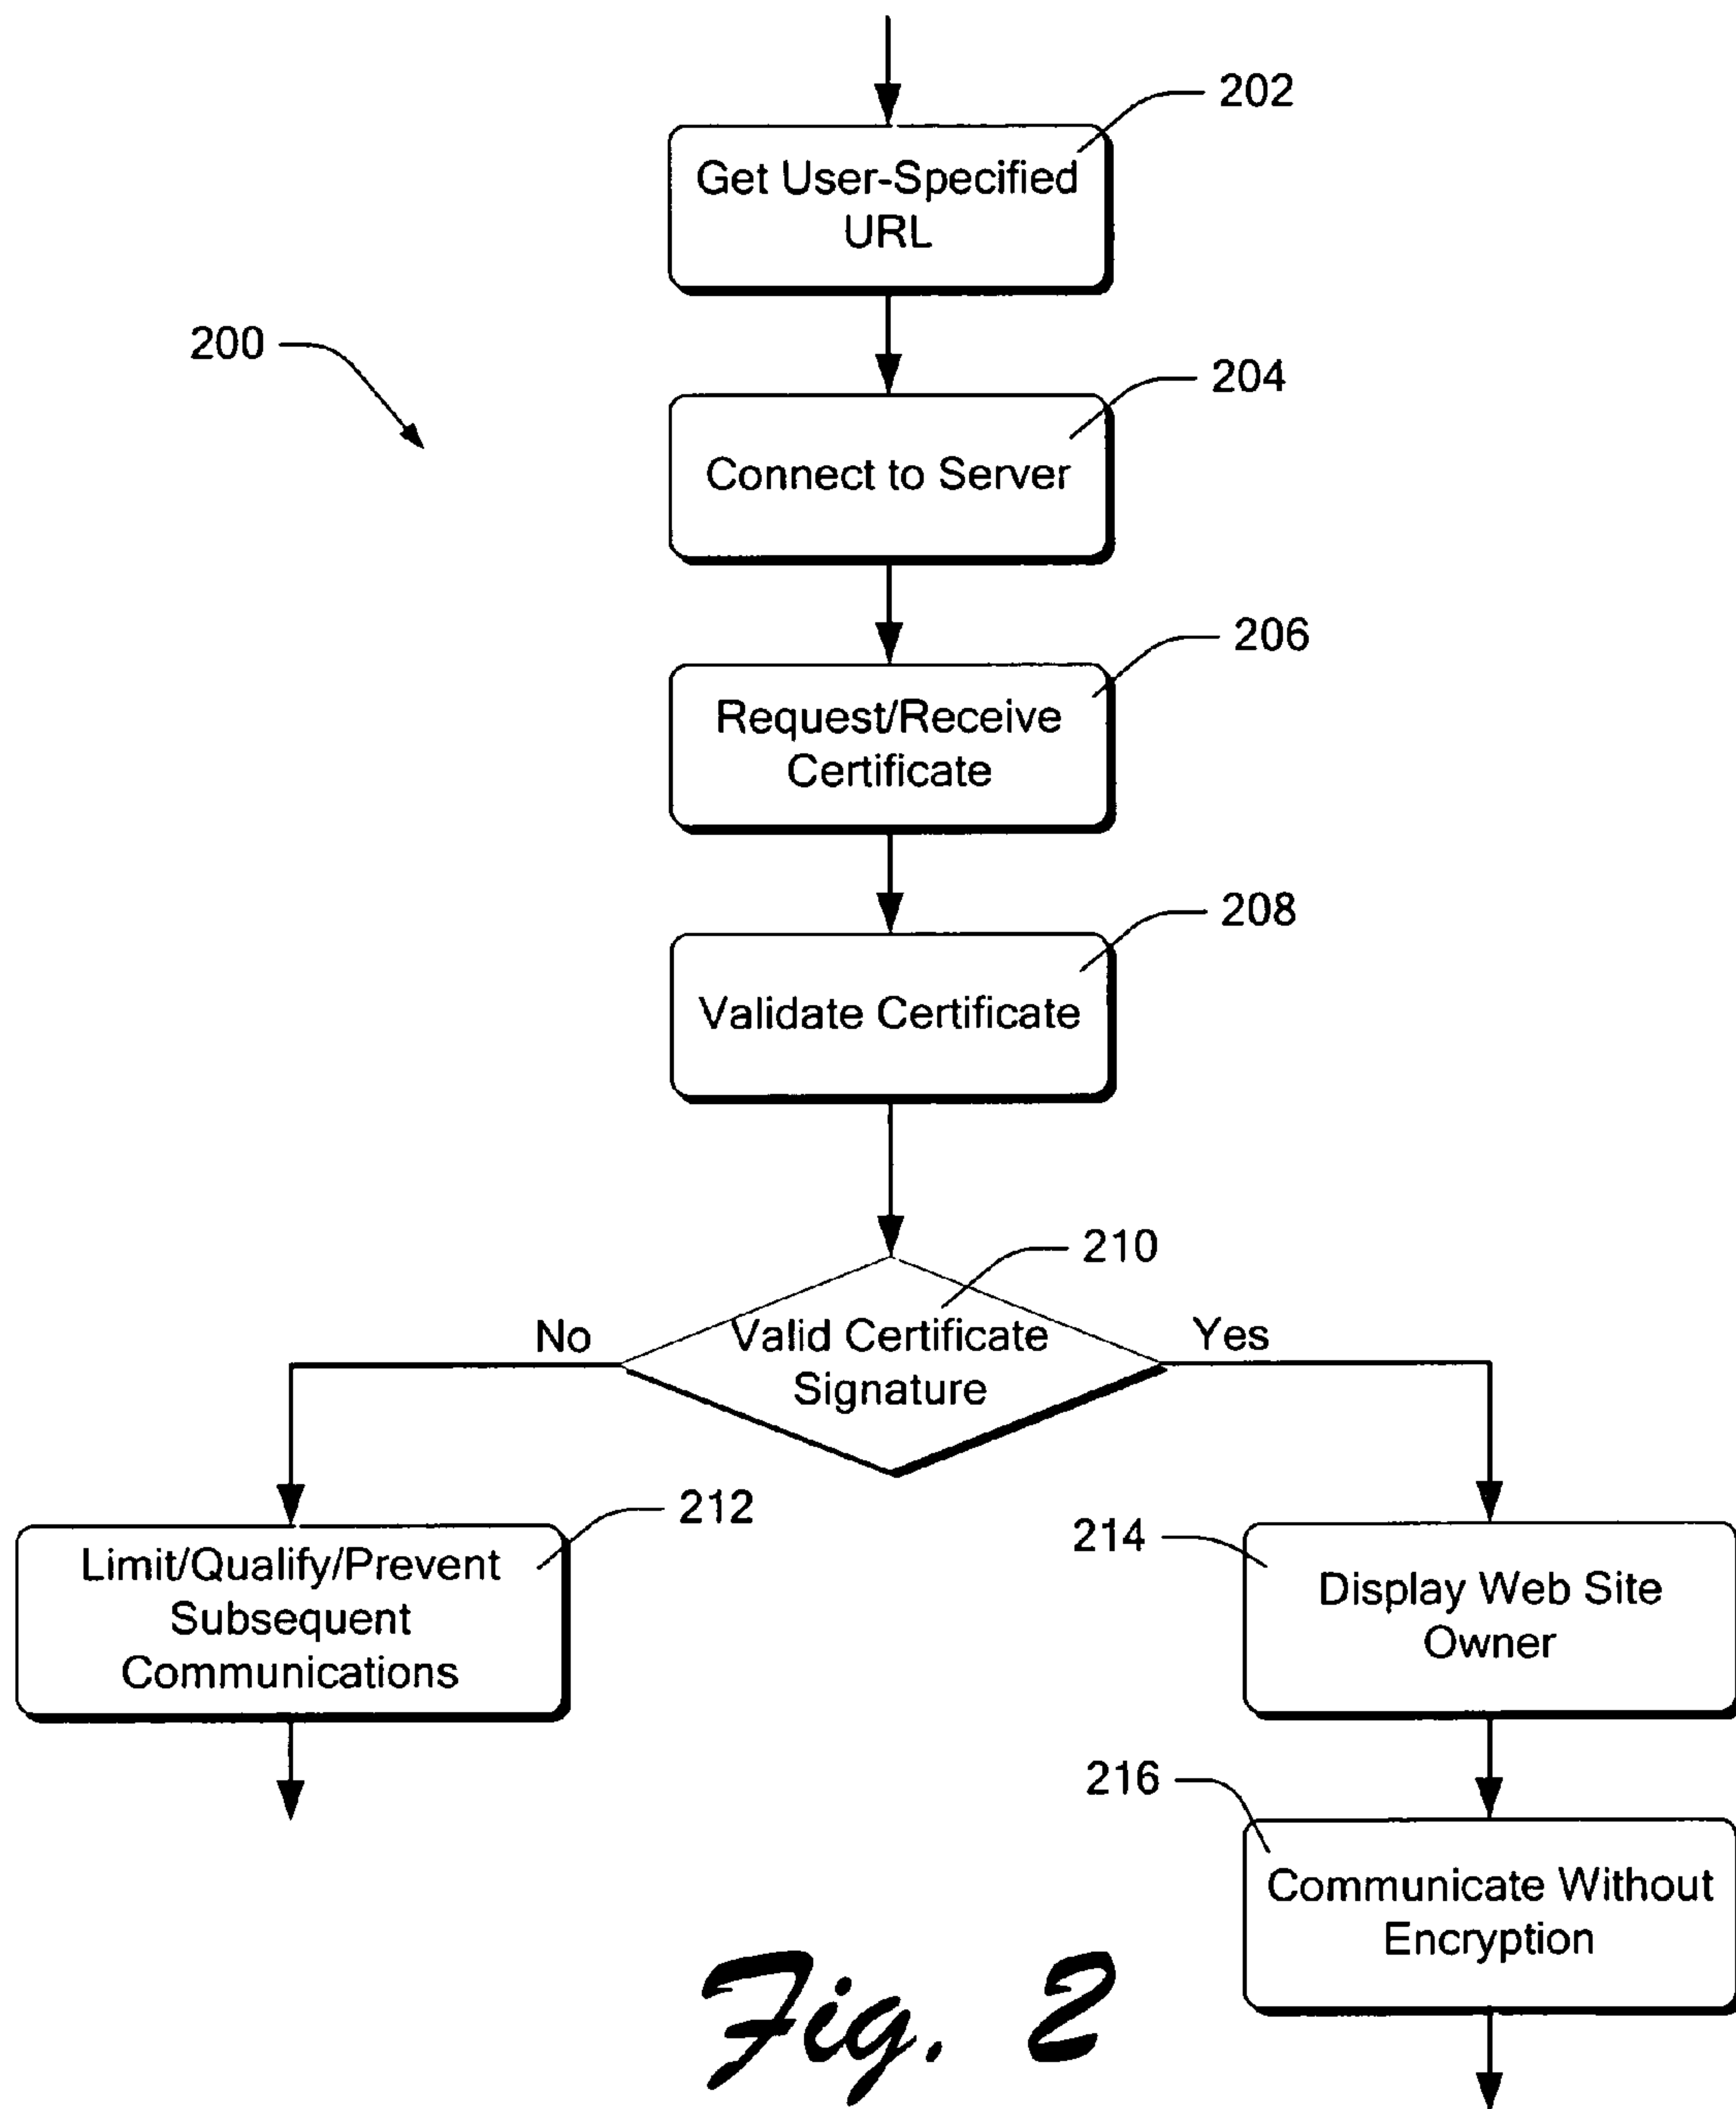 202
Get User-Specified
URL
200
204
Connect to Server
206
Request/Receive
Certificate
208
Validate Certificate
210
No
Valid Certificate
Signature
Yes
212
Limit/Qualify/Prevent
Subsequent
Communications
214
Display Web Site
Owner
216
Communicate Without
Encryption
Fig. 2